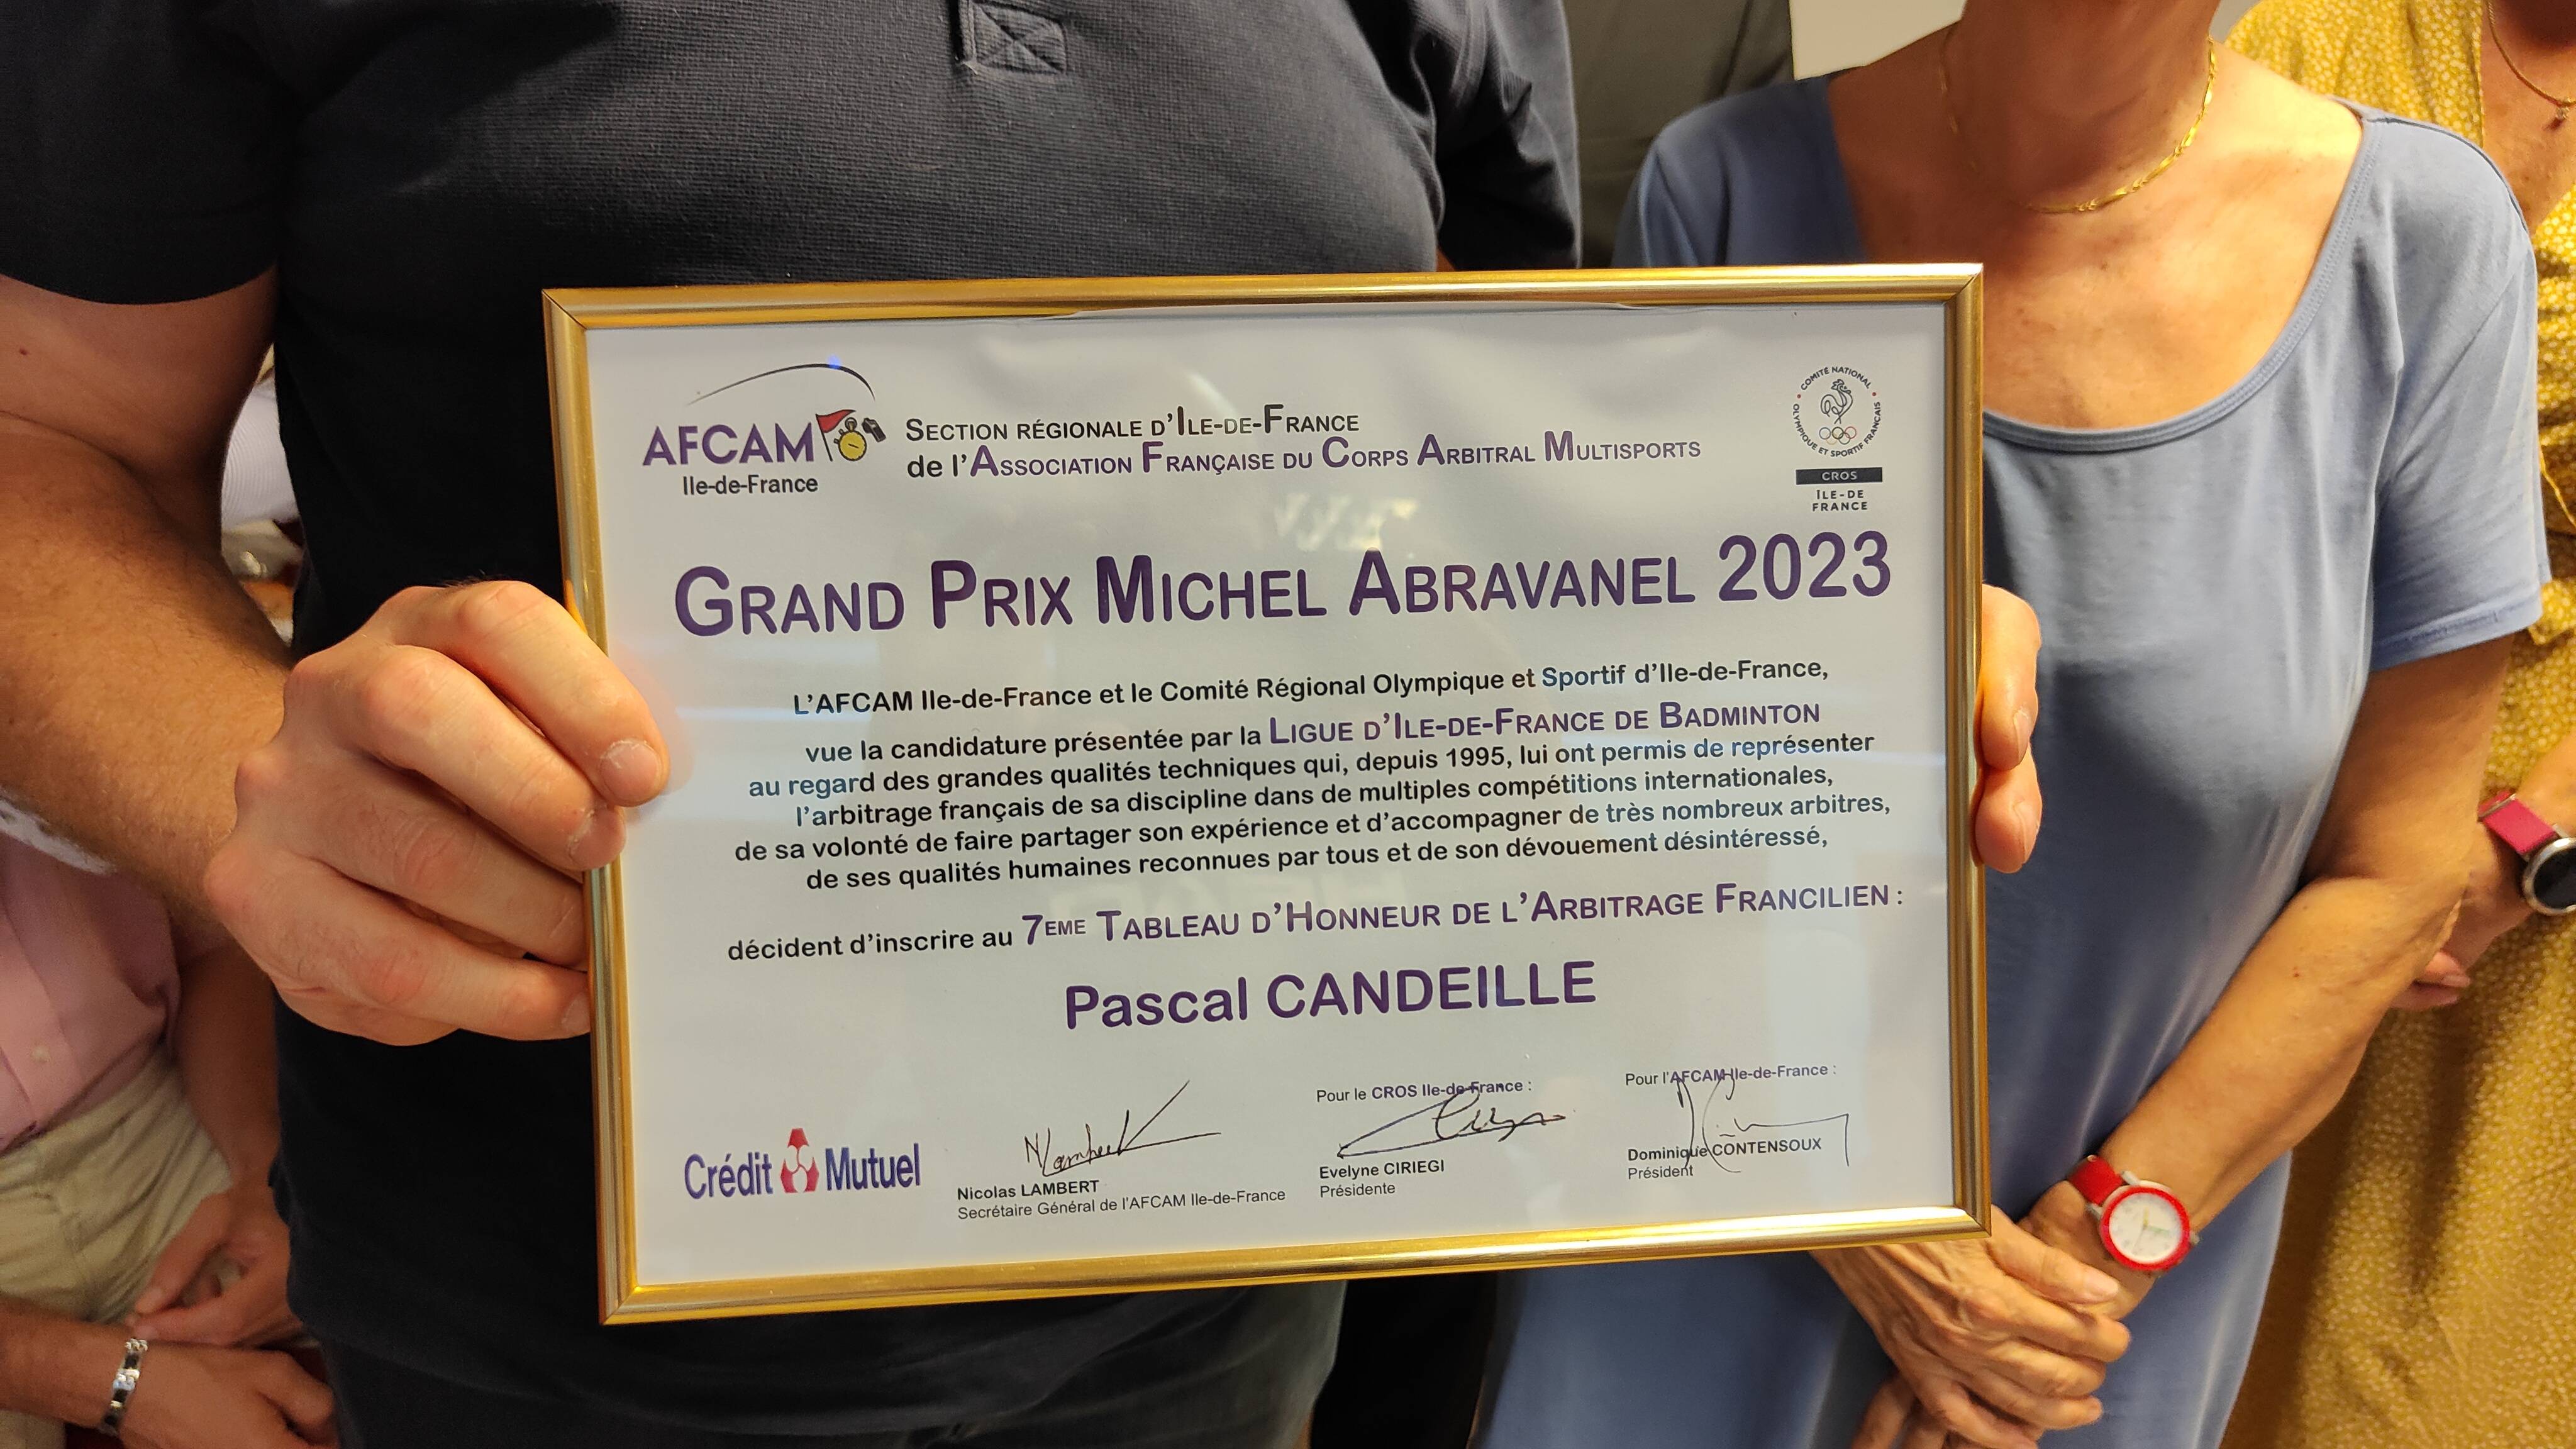 AFCAM
Ile-de-France
SECTION RÉGIONALE D'ILE-DE-FRANCE
de l'ASSOCIATION FRANÇAISE DU CORPS ARBITRAL MULTISPORTS
COMITÉ NATIONAL
OLYMPIQUE ET SPORTIF FRANÇAIS
CROS
ÎLE-DE
FRANCE
GRAND PRIX MICHEL ABRAVANEL 2023
L'AFCAM Ile-de-France et le Comité Régional Olympique et Sportif d'Ile-de-France,
vue la candidature présentée par la LIGUE D'ILE-DE-FRANCE DE BADMINTON
au regard des grandes qualités techniques qui, depuis 1995, lui ont permis de représenter
l'arbitrage français de sa discipline dans de multiples compétitions internationales,
de sa volonté de faire partager son expérience et d'accompagner de très nombreux arbitres,
de ses qualités humaines reconnues par tous et de son dévouement désintéressé,
décident d'inscrire au 7EME TABLEAU D'HONNEUR DE L'ARBITRAGE FRANCILIEN :
Pascal CANDEILLE
Crédit Mutuel
NLambert
Nicolas LAMBERT
Secrétaire Général de l'AFCAM Ile-de-France
Pour le CROS Ile-de-France :
Evelyne CIRIEGI
Présidente
Pour l'AFCAM Ile-de-France :
Dominique CONTENSOUX
Président